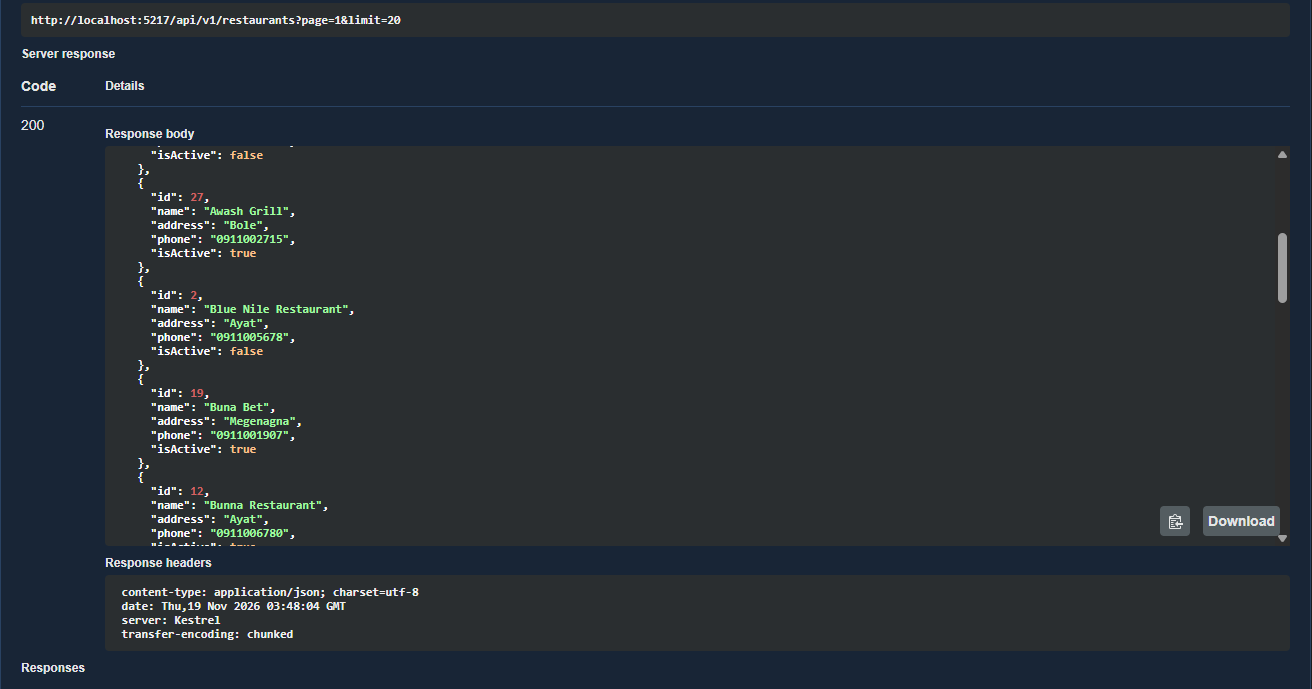 http://localhost:5217/api/v1/restaurants?page=1&limit=20
Server response
Code Details
200
Response body
"isActive": false
},
{
"id": 27,
"name": "Awash Grill",
"address": "Bole",
"phone": "0911002715",
"isActive": true
},
{
"id": 2,
"name": "Blue Nile Restaurant",
"address": "Ayat",
"phone": "0911005678",
"isActive": false
},
{
"id": 19,
"name": "Buna Bet",
"address": "Megenagna",
"phone": "0911001907",
"isActive": true
},
{
"id": 12,
"name": "Bunna Restaurant",
"address": "Ayat",
"phone": "0911006780",
"isActive": true
Download
Response headers
content-type: application/json; charset=utf-8
date: Thu,19 Nov 2026 03:48:04 GMT
server: Kestrel
transfer-encoding: chunked
Responses